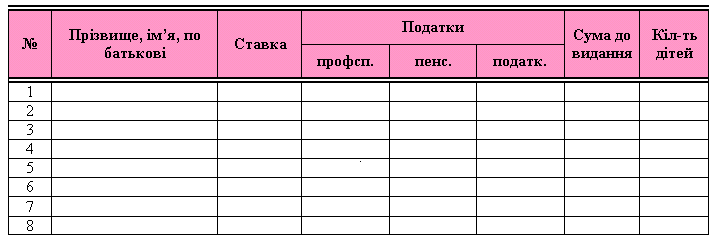 №
Прізвище, ім’я, по
батькові
Ставка
Податки
профсп.
пенс.
податк.
Сума до
видання
Кіл-ть
дітей
1
2
3
4
5
6
7
8